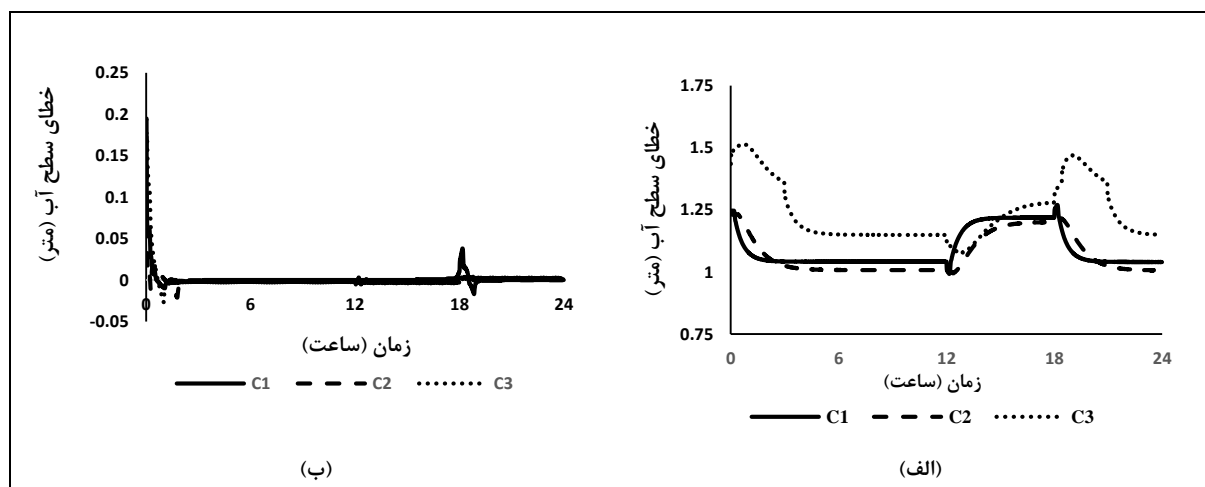 0.25
0.2
0.15
0.1
0.05
0
-0.05
خطای سطح آب (متر)
0 6 12 18 24
زمان (ساعت)
C1 C2 C3
(ب)
1.75
1.5
1.25
1
0.75
خطای سطح آب (متر)
0 6 12 18 24
زمان (ساعت)
C1 C2 C3
(الف)